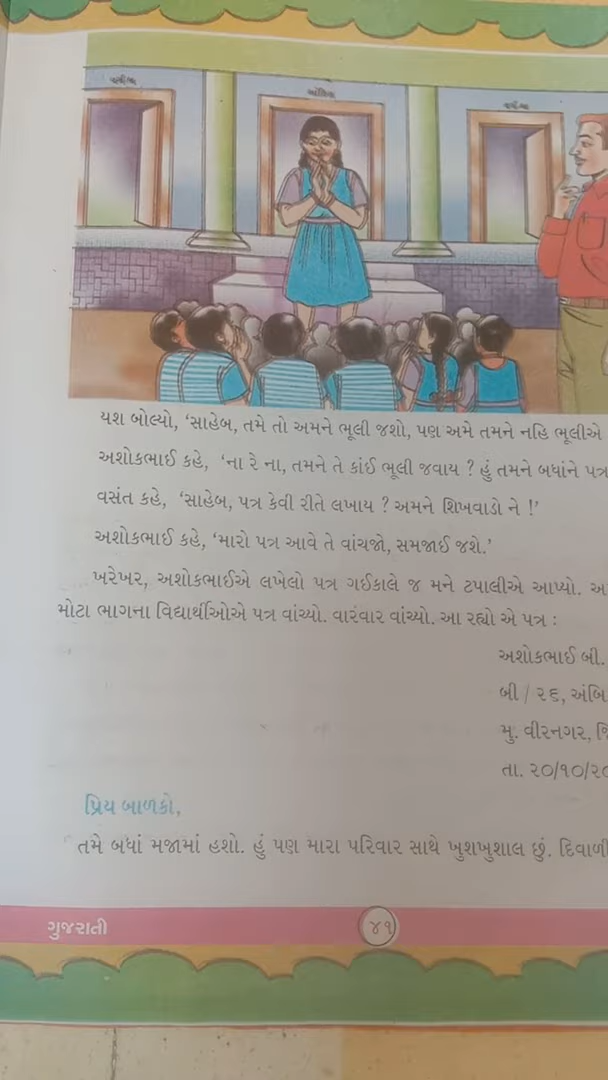 યશ બોલ્યો, ‘સાહેબ, તમે તો અમને ભૂલી જશો, પણ અમે તમને નહિ ભૂલીએ
અશોકભાઈ કહે, ‘ના રે ના, તમને તે કાંઈ ભૂલી જવાય ? હું તમને બધાંને પત્ર
વસંત કહે, ‘સાહેબ, પત્ર કેવી રીતે લખાય ? અમને શિખવાડો ને !’
અશોકભાઈ કહે, ‘મારો પત્ર આવે તે વાંચજો, સમજાઈ જશે.’
ખરેખર, અશોકભાઈએ લખેલો પત્ર ગઈકાલે જ મને ટપાલીએ આપ્યો.
મોટા ભાગના વિદ્યાર્થીઓએ પત્ર વાંચ્યો. વારંવાર વાંચ્યો. આ રહ્યો એ પત્ર :
અશોકભાઈ બી.
બી / ૨૬,
મુ. વીરનગર,
તા. ૨૦/૧૦/૨૦
પ્રિય બાળકો,
તમે બધાં મજામાં હશો. હું પણ મારા પરિવાર સાથે ખુશખુશાલ છું. દિવાળી
ગુજરાતી
૪૧